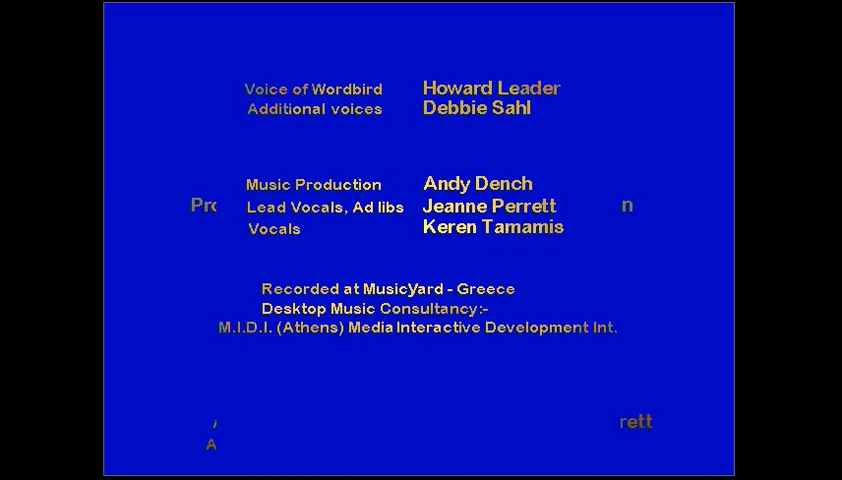 Voice of Wordbird Howard Leader
Additional voices Debbie Sahl
Music Production Andy Dench
Lead Vocals, Ad libs Jeanne Perrett
Vocals Keren Tamamis
Recorded at MusicYard - Greece
Desktop Music Consultancy:-
M.I.D.I. (Athens) Media Interactive Development Int.